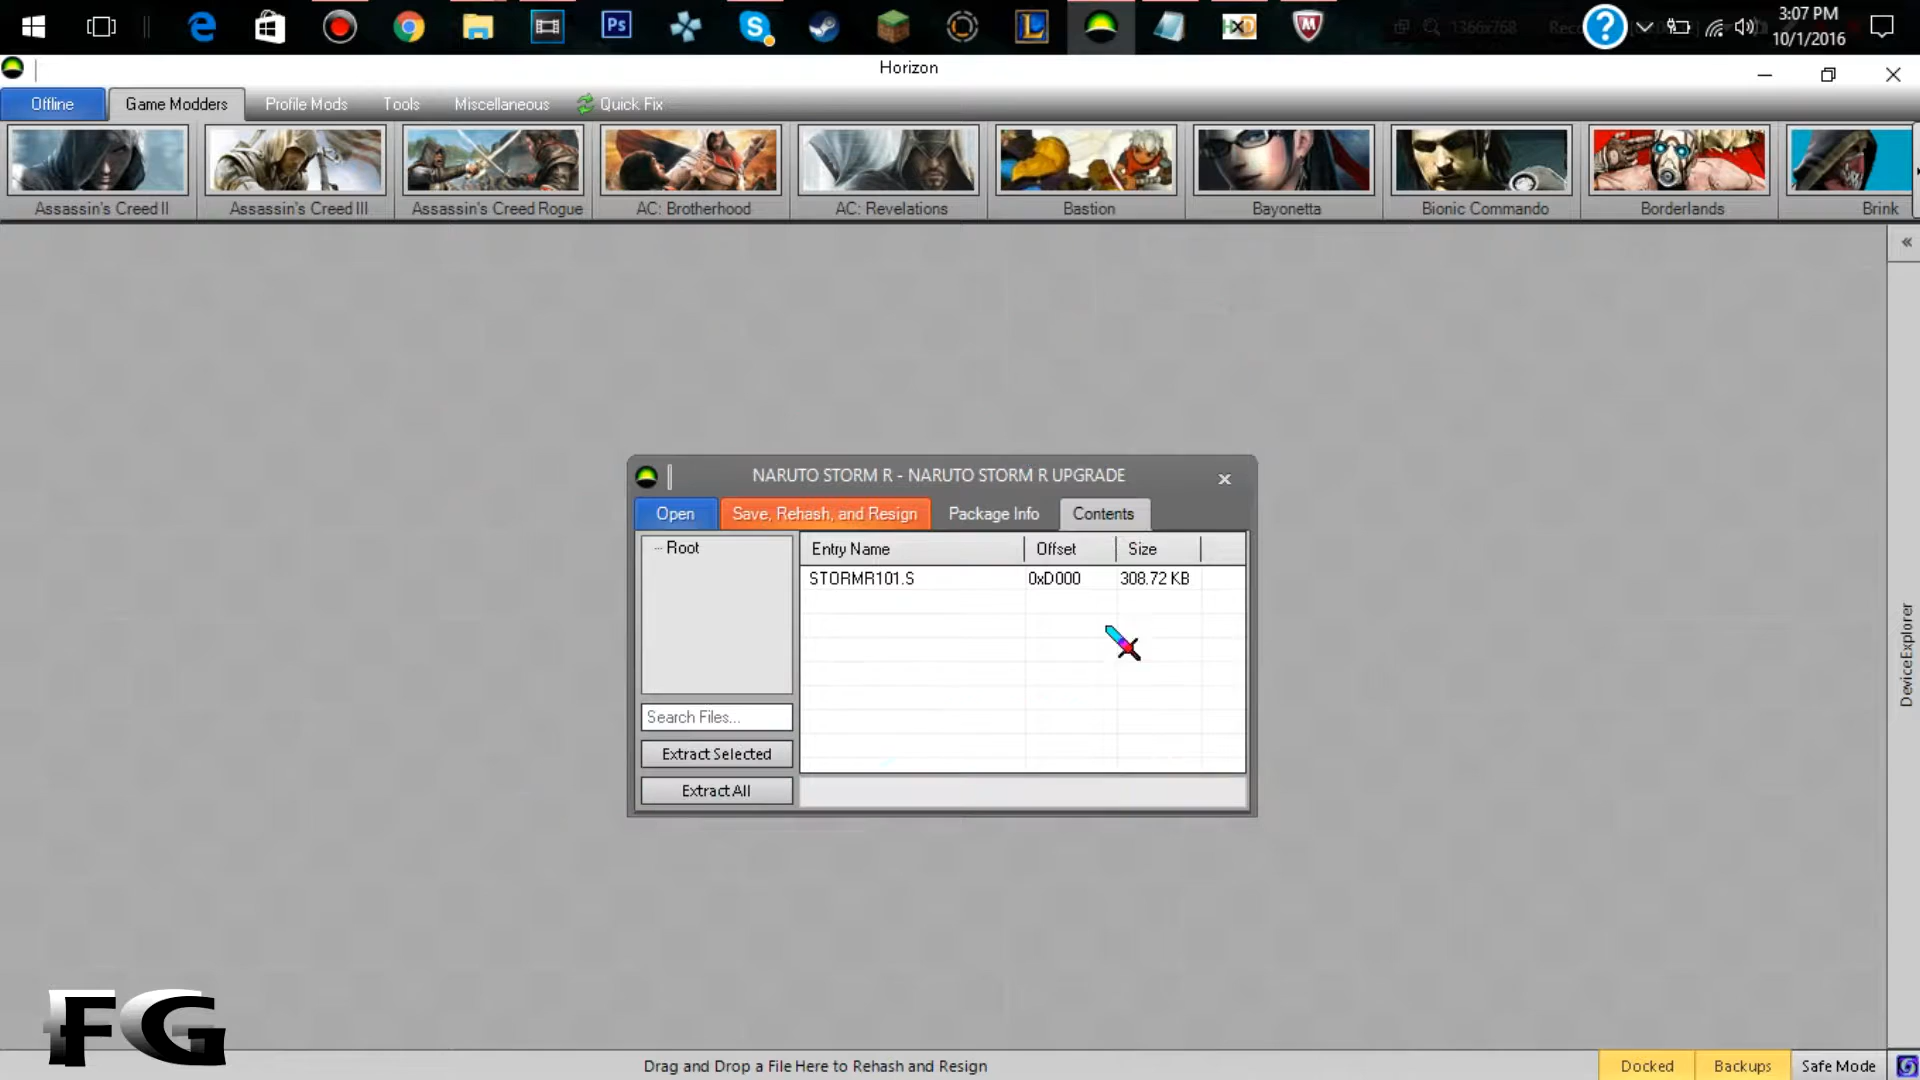 Ps
3:07 PM
10/1/2016
1366x768
Horizon
Offline
Game Modders
Profile Mods
Tools
Miscellaneous
Quick Fix
Assassin's Creed II
Assassin's Creed III
Assassin's Creed Rogue
AC: Brotherhood
AC: Revelations
Bastion
Bayonetta
Bionic Commando
Borderlands
Brink
DeviceExplorer
NARUTO STORM R - NARUTO STORM R UPGRADE
Open
Save, Rehash, and Resign
Package Info
Contents
Root
Entry Name
Offset
Size
STORMR101.S
0xD000
308.72 KB
Search Files...
Extract Selected
Extract All
FG
Drag and Drop a File Here to Rehash and Resign
Docked
Backups
Safe Mode